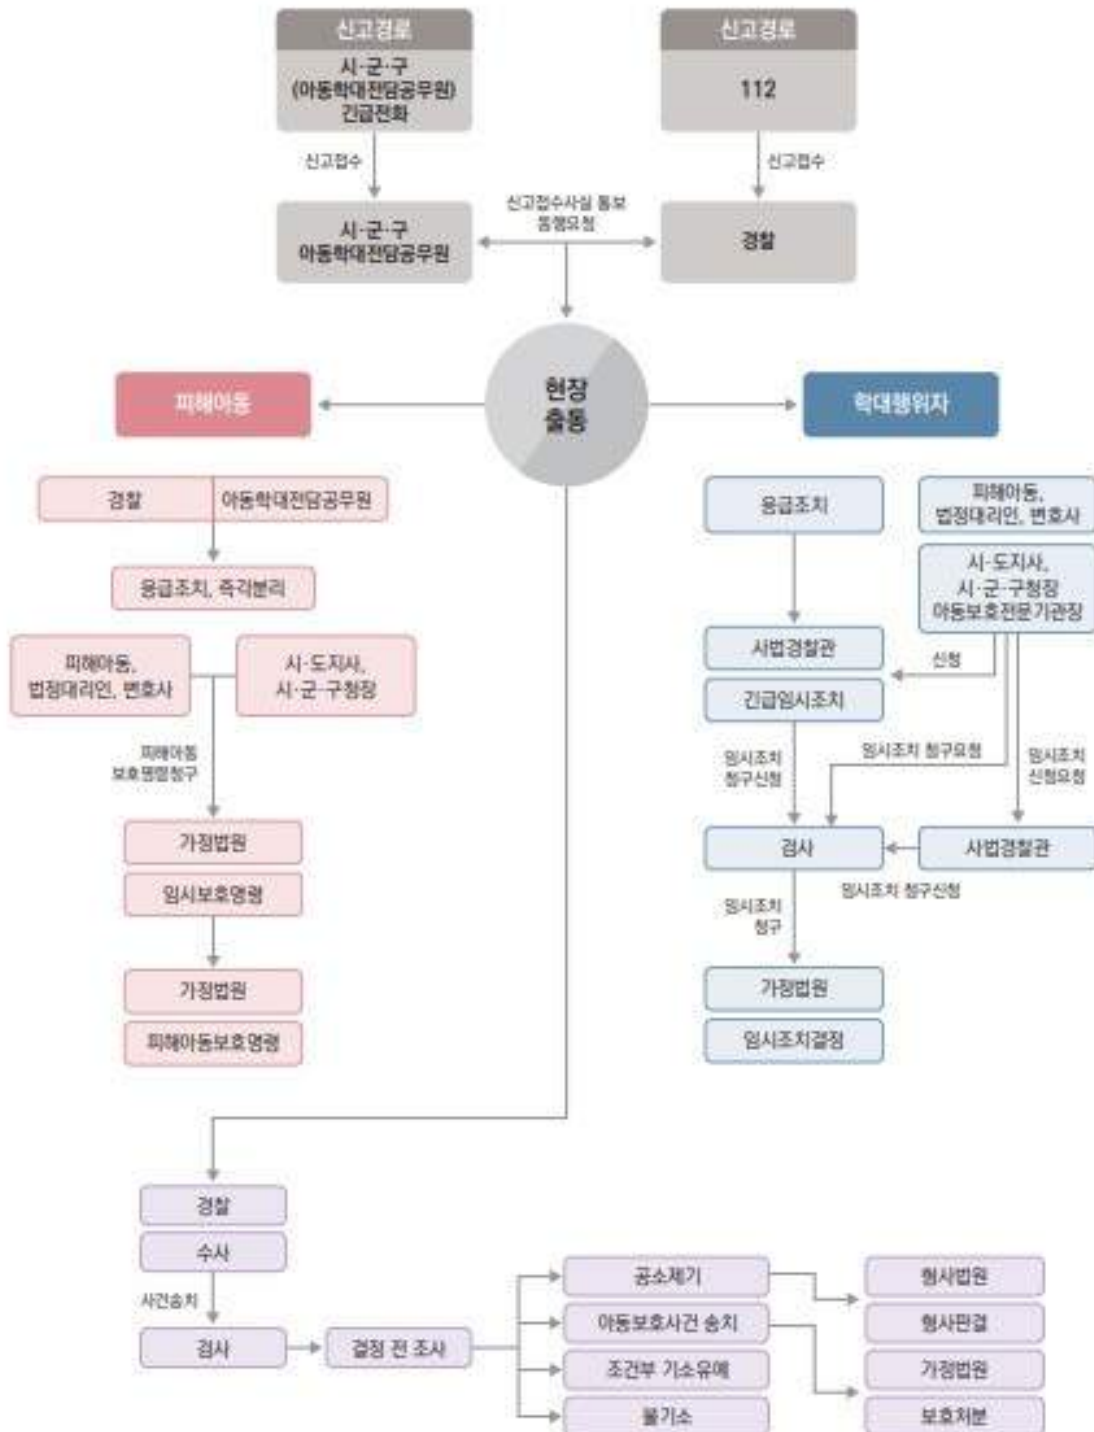 신고경로
시·군·구
(아동학대전담공무원)
긴급전화
신고경로
112
신고접수
신고접수
시·군·구
아동학대전담공무원
신고접수사실 통보
동행요청
경찰
현장
출동
피해아동
학대행위자
경찰
아동학대전담공무원
응급조치, 즉각분리
피해아동,
법정대리인, 변호사
시·도지사,
시·군·구청장
피해아동
보호명령청구
가정법원
임시보호명령
가정법원
피해아동보호명령
응급조치
피해아동,
법정대리인, 변호사
시·도지사,
시·군·구청장
아동보호전문기관장
사법경찰관
신청
긴급임시조치
임시조치
청구신청
임시조치 청구요청
임시조치
신청요청
검사
사법경찰관
임시조치 청구신청
임시조치
청구
가정법원
임시조치결정
경찰
수사
사건송치
검사
결정 전 조사
공소제기
아동보호사건 송치
조건부 기소유예
불기소
형사법원
형사판결
가정법원
보호처분